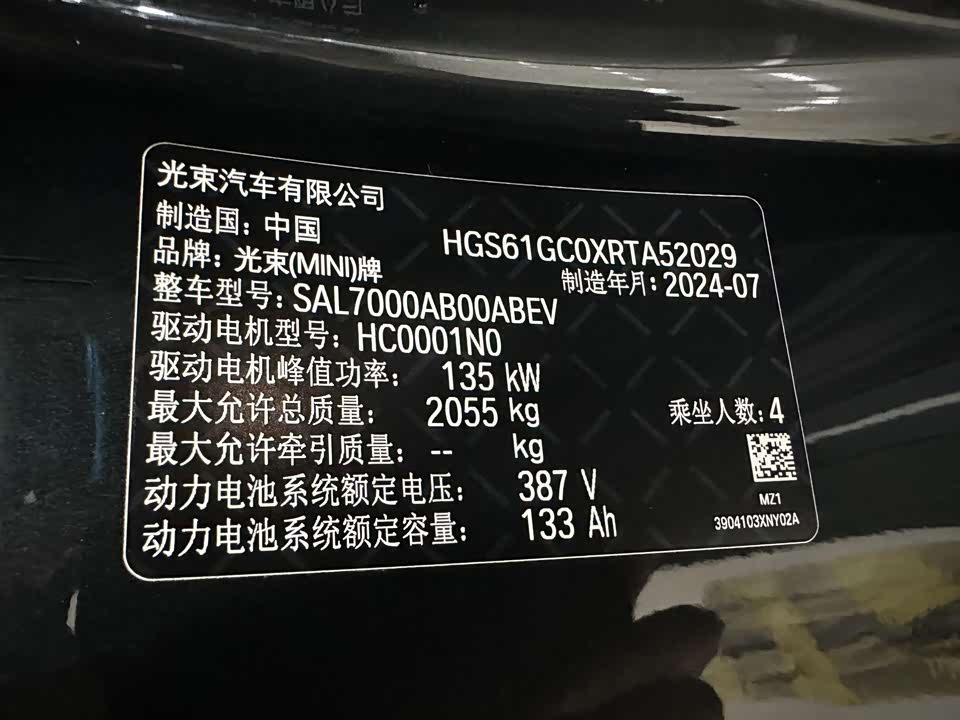 光束汽车有限公司
制造国：中国
HGS61GC0XRTA52029
品牌：光束(MINI)牌
制造年月：2024-07
整车型号：SAL7000AB00ABEV
驱动电机型号：HC0001N0
驱动电机峰值功率： 135 kW
最大允许总质量： 2055 kg
乘坐人数：4
最大允许牵引质量： -- kg
动力电池系统额定电压： 387 V
MZ1
动力电池系统额定容量： 133 Ah
3904103XNY02A